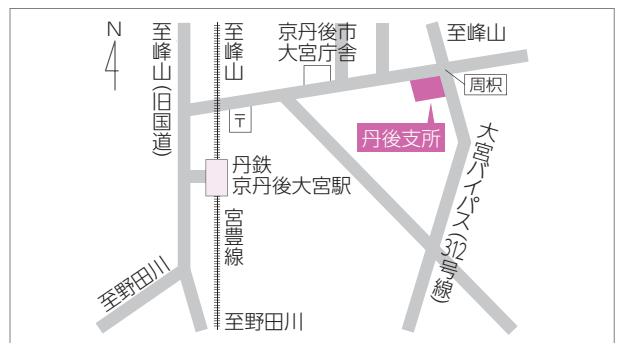 N
至峰山(旧国道)
至峰山
京丹後市
大宮庁舎
至峰山
周枳
〒
丹後支所
丹鉄
京丹後大宮駅
宮豊線
大宮バイパス(312号線)
至野田川
至野田川